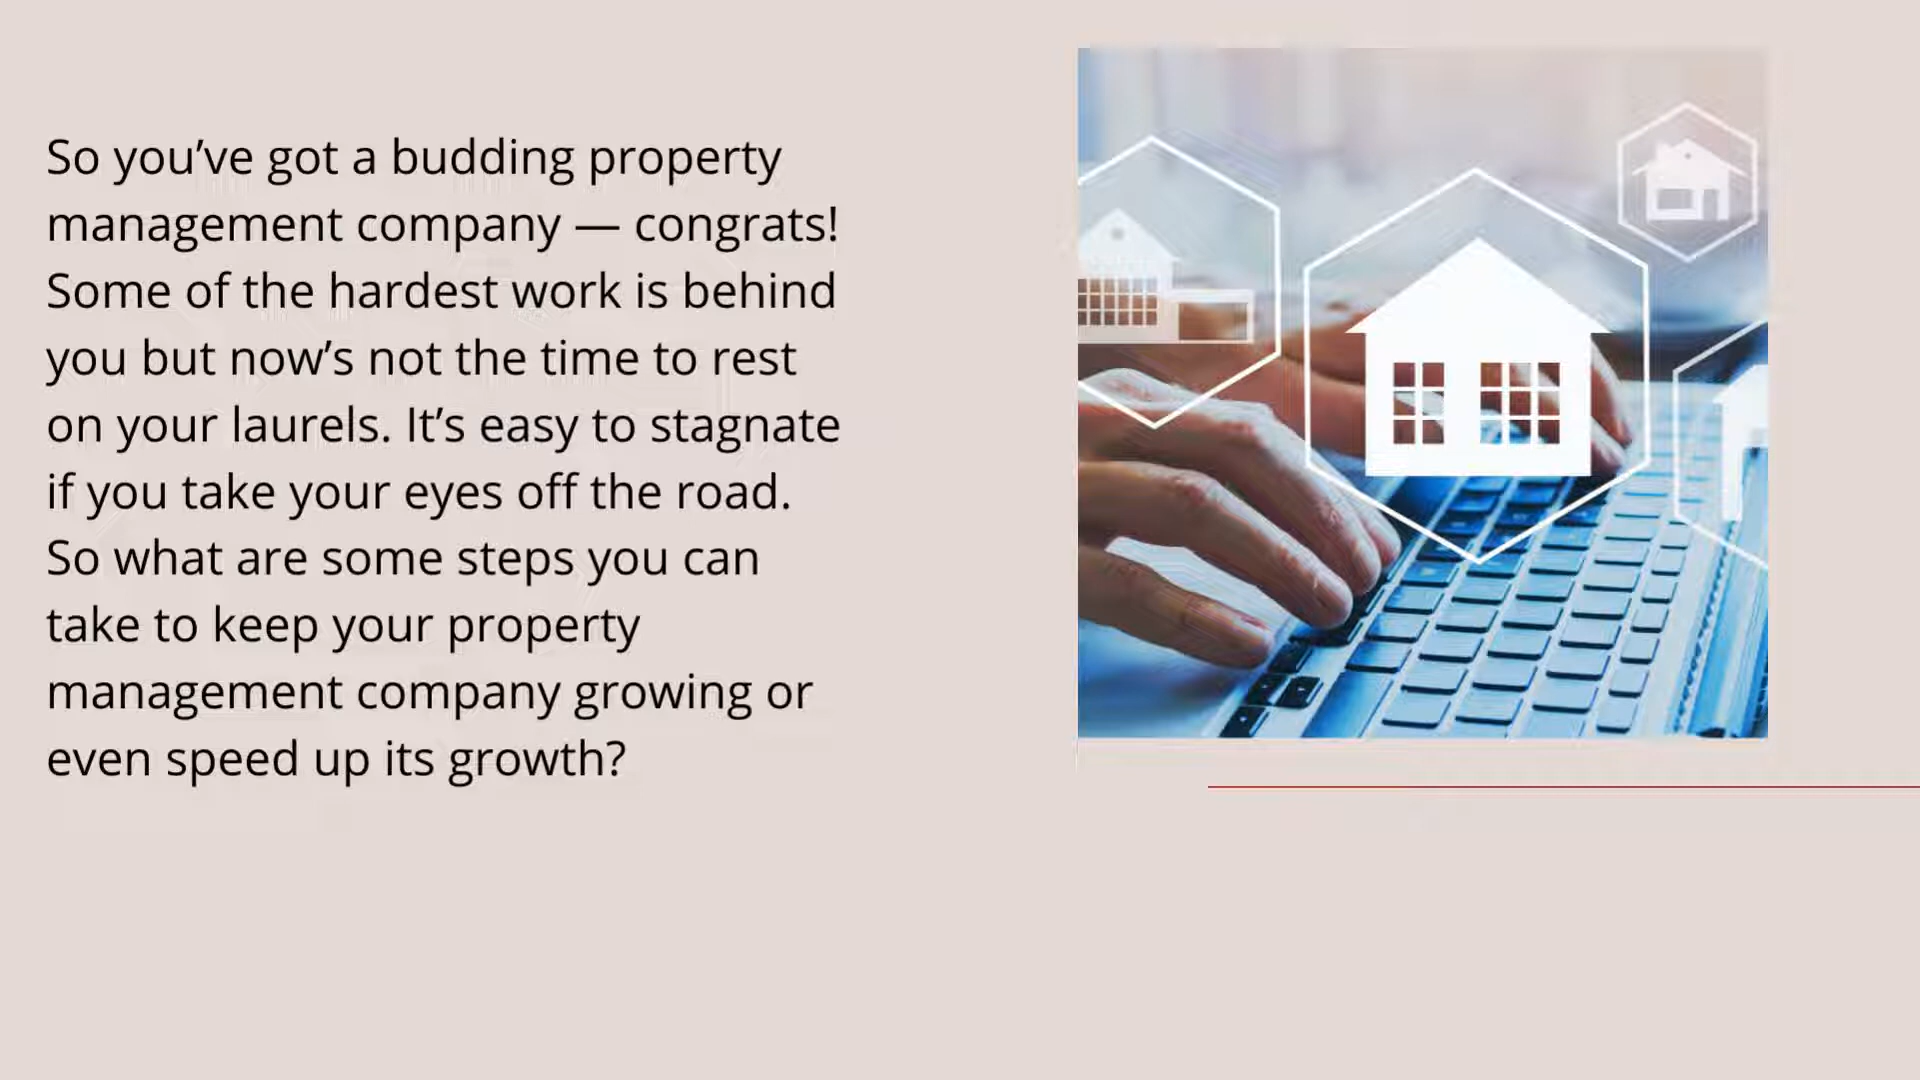 So you’ve got a budding property
management company — congrats!
Some of the hardest work is behind
you but now’s not the time to rest
on your laurels. It’s easy to stagnate
if you take your eyes off the road.
So what are some steps you can
take to keep your property
management company growing or
even speed up its growth?